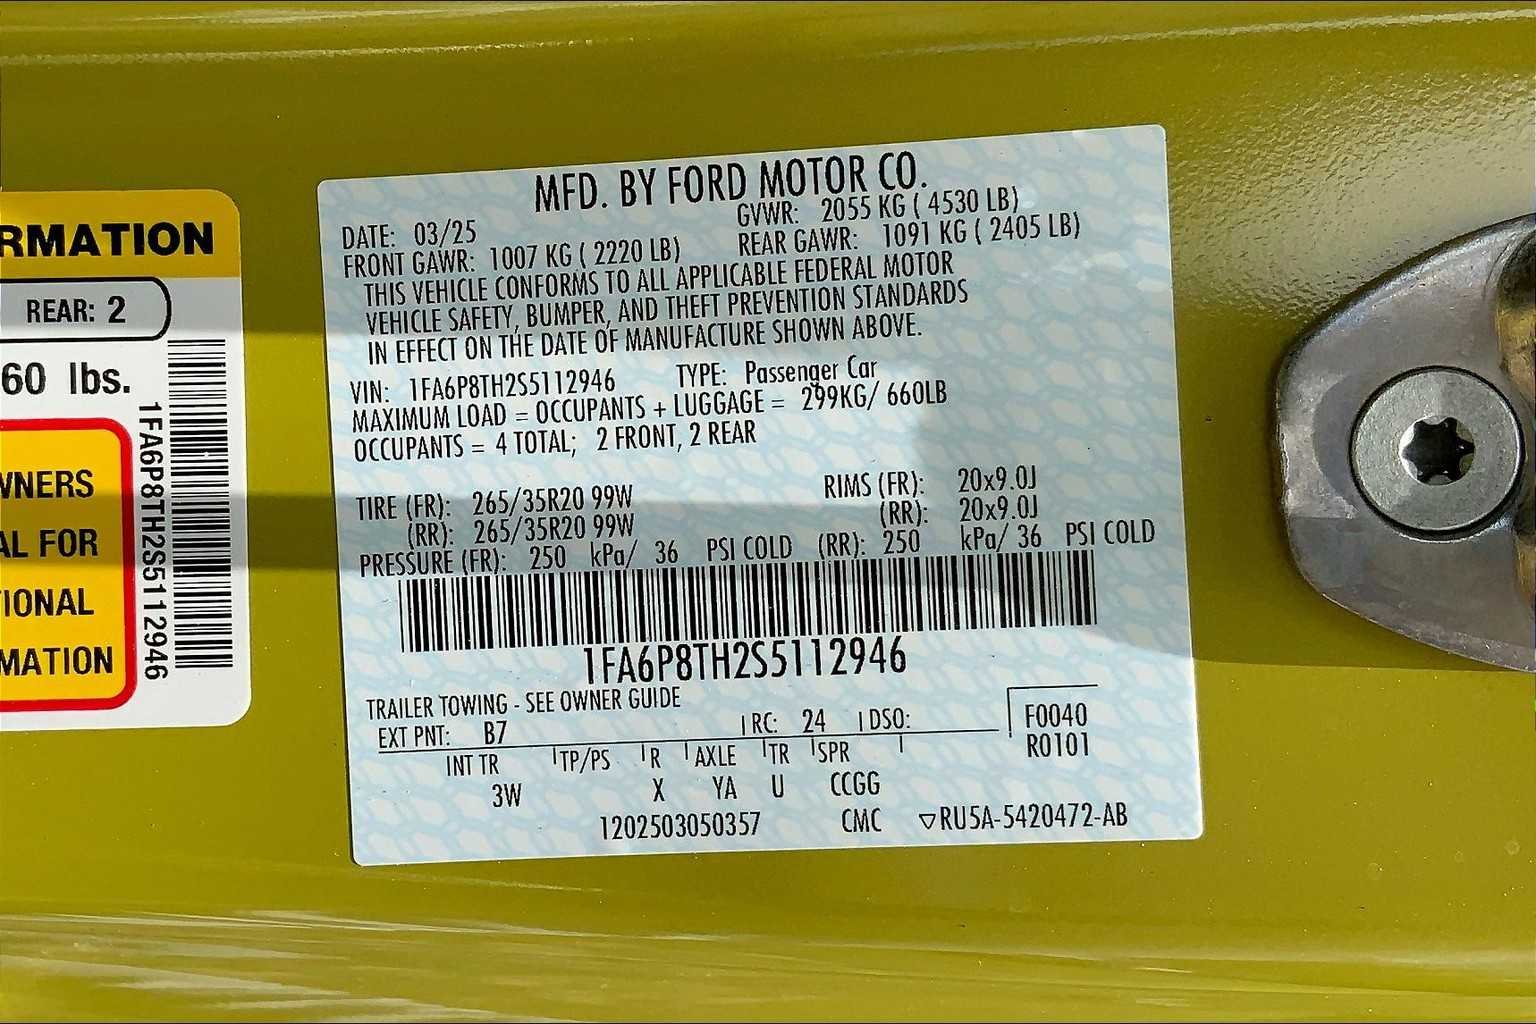 RMATION
REAR: 2
60 lbs.
WNERS
AL FOR
TIONAL
MATION
1FA6P8TH2S5112946
MFD. BY FORD MOTOR CO.
DATE: 03/25 GVWR: 2055 KG ( 4530 LB)
FRONT GAWR: 1007 KG ( 2220 LB) REAR GAWR: 1091 KG ( 2405 LB)
THIS VEHICLE CONFORMS TO ALL APPLICABLE FEDERAL MOTOR
VEHICLE SAFETY, BUMPER, AND THEFT PREVENTION STANDARDS
IN EFFECT ON THE DATE OF MANUFACTURE SHOWN ABOVE.
VIN: 1FA6P8TH2S5112946 TYPE: Passenger Car
MAXIMUM LOAD = OCCUPANTS + LUGGAGE = 299KG/ 660LB
OCCUPANTS = 4 TOTAL; 2 FRONT, 2 REAR
TIRE (FR): 265/35R20 99W RIMS (FR): 20x9.0J
(RR): 265/35R20 99W (RR): 20x9.0J
PRESSURE (FR): 250 kPa/ 36 PSI COLD (RR): 250 kPa/ 36 PSI COLD
1FA6P8TH2S5112946
TRAILER TOWING - SEE OWNER GUIDE
EXT PNT: B7 RC: 24 DSO: F0040
R0101
INT TR TP/PS R AXLE TR SPR
3W X YA U CCGG
1202503050357 CMC ▽RU5A-5420472-AB